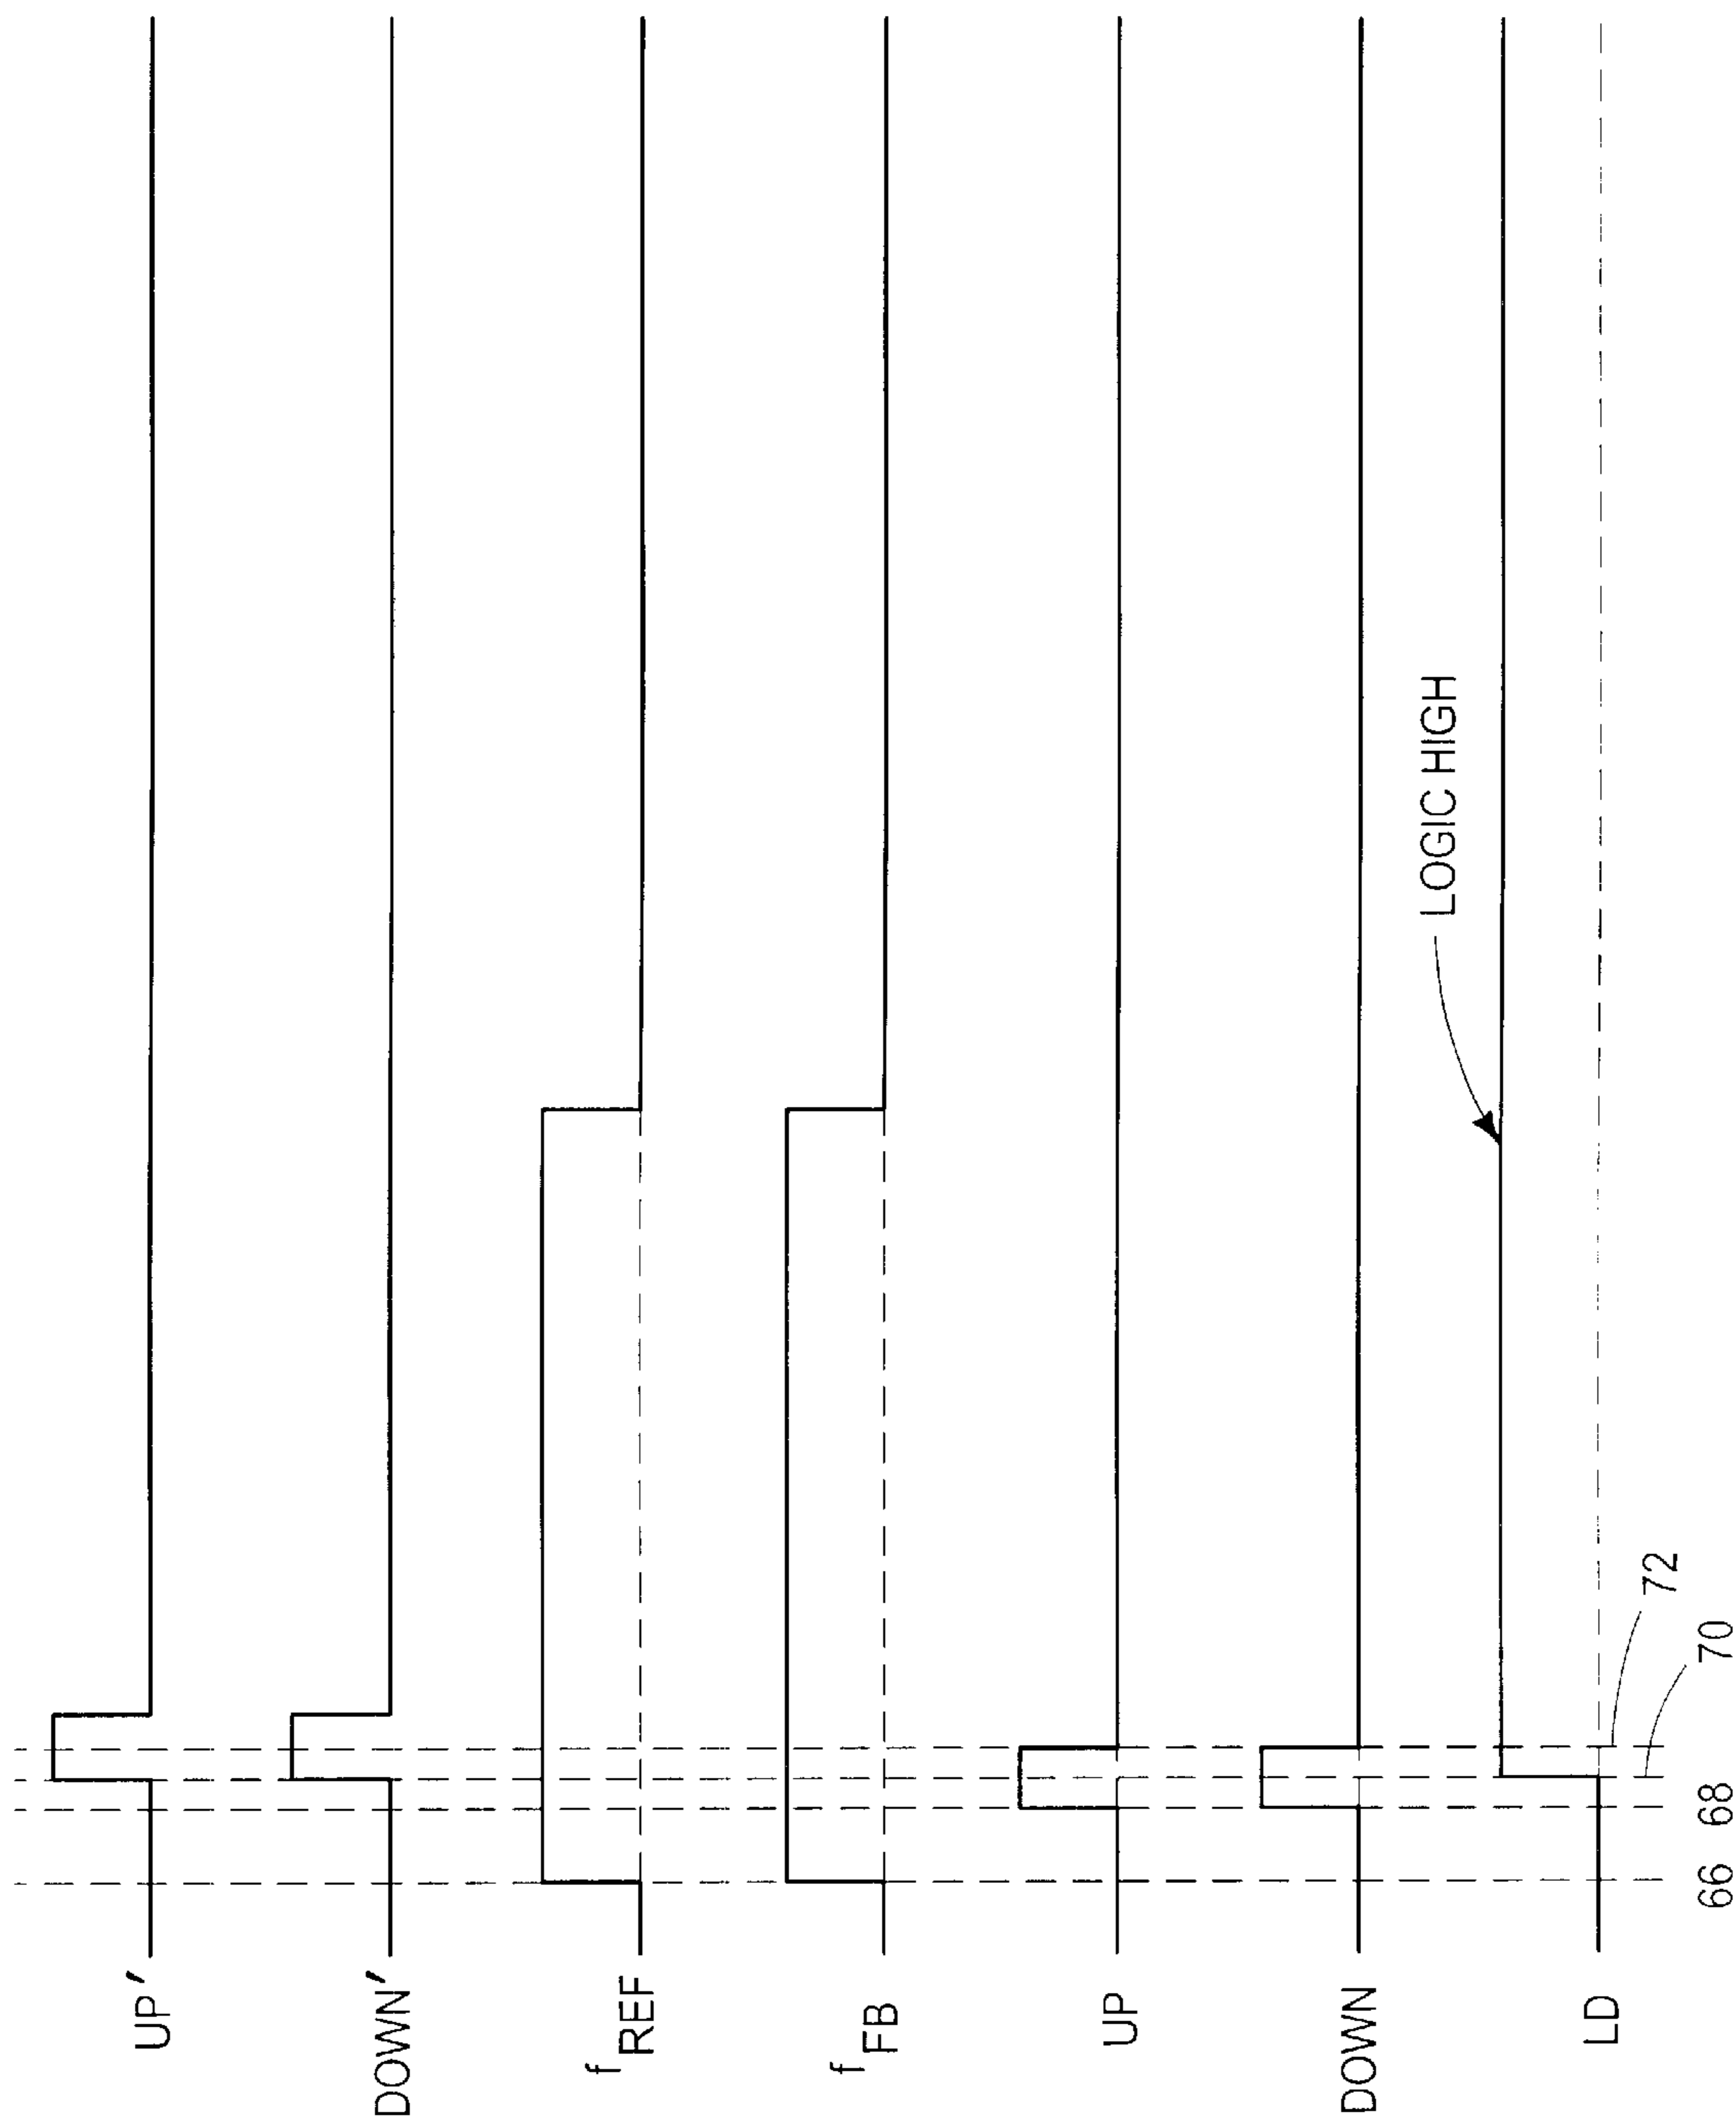 UP′
DOWN′
fREF
fFB
UP
DOWN
LOGIC HIGH
LD
66 68 70 72